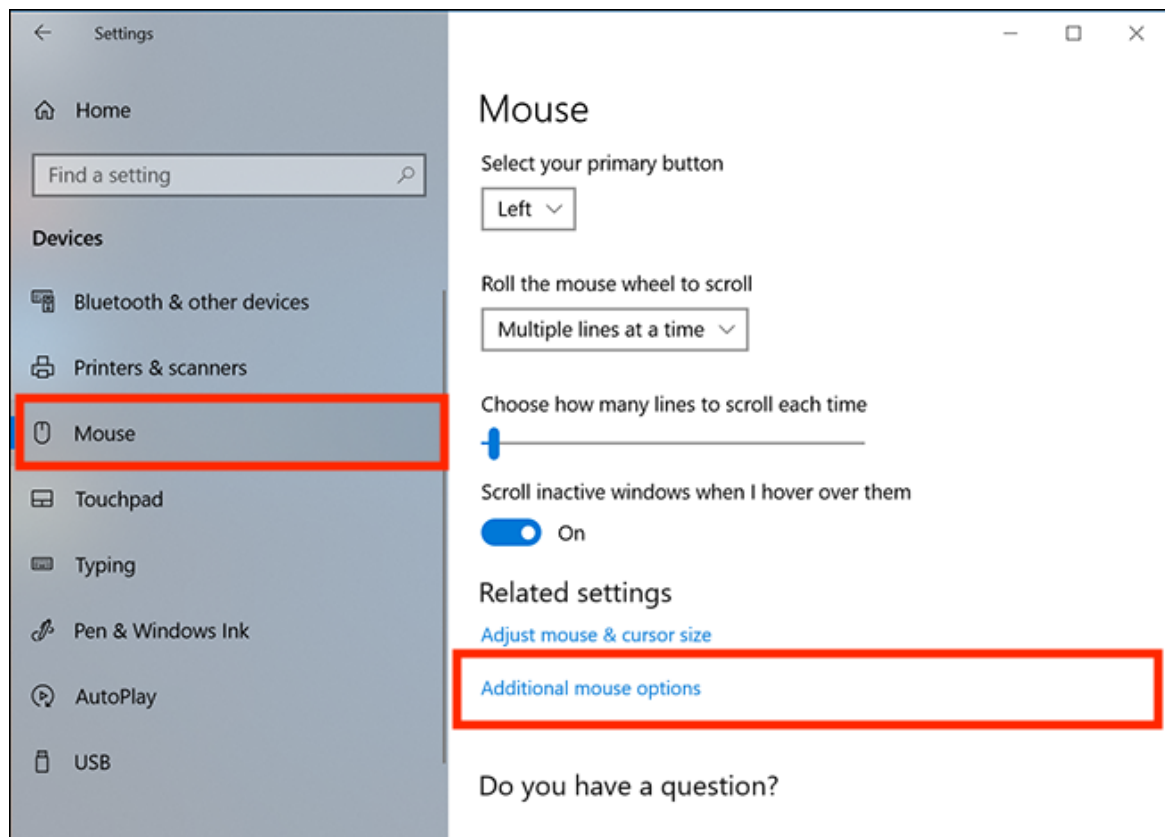 Settings
Home
Find a setting
Devices
Bluetooth & other devices
Printers & scanners
Mouse
Touchpad
Typing
Pen & Windows Ink
AutoPlay
USB
Mouse
Select your primary button
Left
Roll the mouse wheel to scroll
Multiple lines at a time
Choose how many lines to scroll each time
Scroll inactive windows when I hover over them
On
Related settings
Adjust mouse & cursor size
Additional mouse options
Do you have a question?